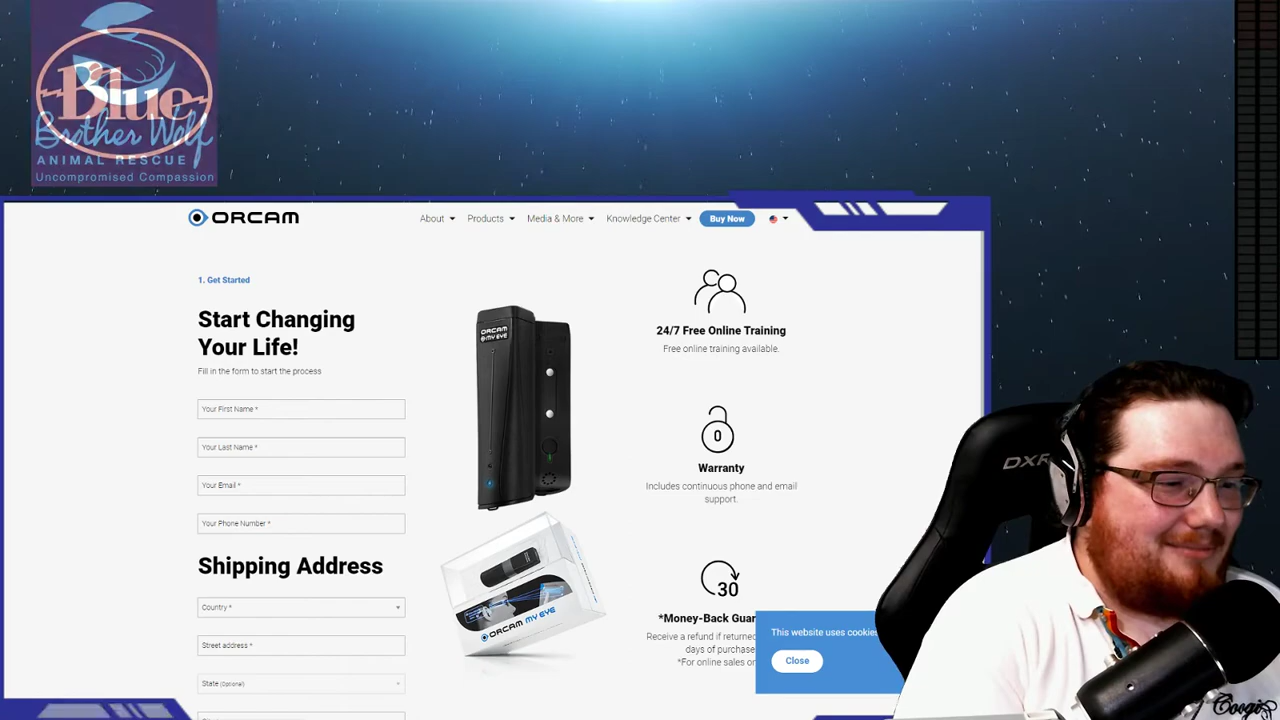 Blue
Brother Wolf
ANIMAL RESCUE
Uncompromised Compassion
ORCAM
About
Products
Media & More
Knowledge Center
Buy Now
1. Get Started
Start Changing
Your Life!
Fill in the form to start the process
Your First Name *
Your Last Name *
Your Email *
Your Phone Number *
Shipping Address
Country *
Street address *
State (Optional)
ORCAM
MY EYE
ORCAM MY EYE
24/7 Free Online Training
Free online training available.
0
Warranty
Includes continuous phone and email
support.
30
*Money-Back Guar
Receive a refund if returned
days of purchase
*For online sales on
This website uses cookies
Close
DXR